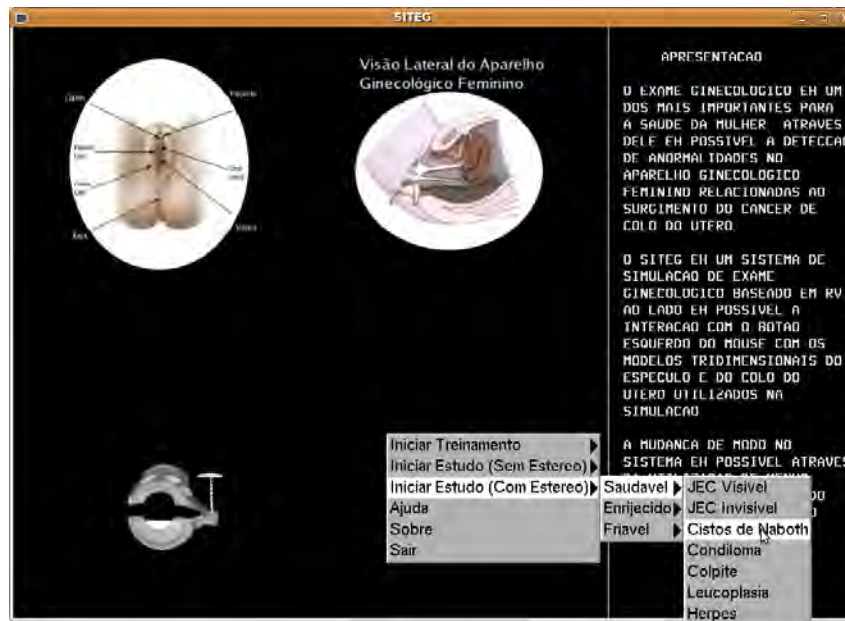 SITEG
Visão Lateral do Aparelho
Ginecológico Feminino
APRESENTACAO
O EXAME GINECOLOGICO EH UM
DOS MAIS IMPORTANTES PARA
A SAUDE DA MULHER ATRAVES
DELE EH POSSIVEL A DETECCAO
DE ANORMALIDADES NO
APARELHO GINECOLOGICO
FEMININO RELACIONADAS AO
SURGIMENTO DO CANCER DE
COLO DO UTERO
O SITEG EH UM SISTEMA DE
SIMULACAO DE EXAME
GINECOLOGICO BASEADO EM RV
AO LADO EH POSSIVEL A
INTERACAO COM O BOTAO
ESQUERDO DO MOUSE COM OS
MODELOS TRIDIMENSIONAIS DO
ESPECULO E DO COLO DO
UTERO UTILIZADOS NA
SIMULACAO
A MUDANCA DE MODO NO
SISTEMA EH POSSIVEL ATRAVES
Iniciar Treinamento
Iniciar Estudo (Sem Estereo)
Iniciar Estudo (Com Estereo)
Ajuda
Sobre
Sair
Saudavel
Enrijecido
Friavel
JEC Visivel
JEC Invisivel
Cistos de Naboth
Condiloma
Colpite
Leucoplasia
Herpes